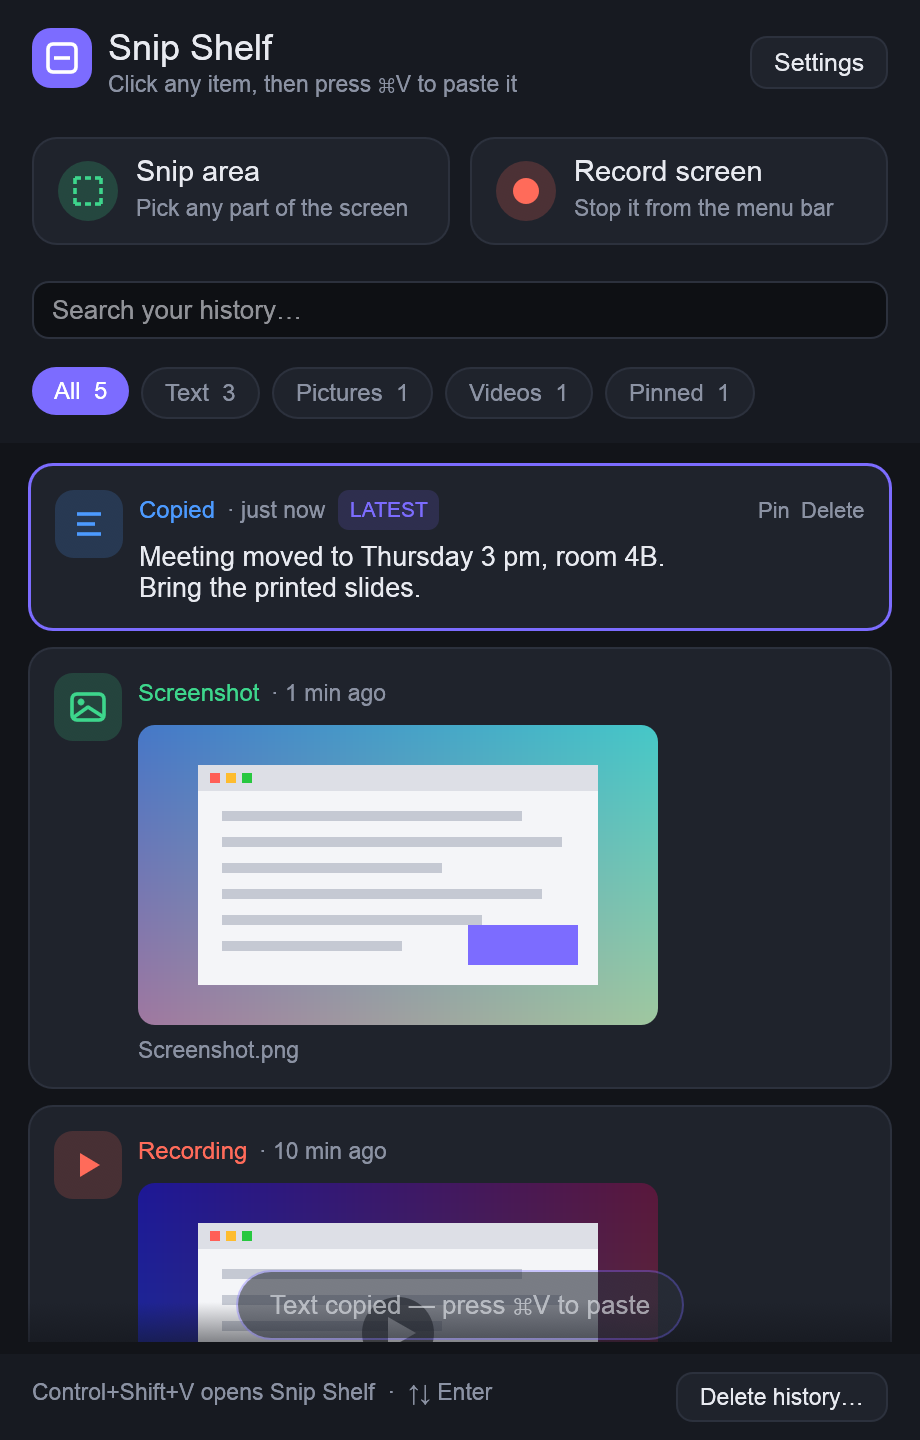 Snip Shelf
Click any item, then press ⌘V to paste it
Settings
Snip area
Pick any part of the screen
Record screen
Stop it from the menu bar
Search your history…
All 5
Text 3
Pictures 1
Videos 1
Pinned 1
Copied · just now LATEST
Pin Delete
Meeting moved to Thursday 3 pm, room 4B.
Bring the printed slides.
Screenshot · 1 min ago
Screenshot.png
Recording · 10 min ago
Text copied — press ⌘V to paste
Control+Shift+V opens Snip Shelf · ↑↓ Enter
Delete history…